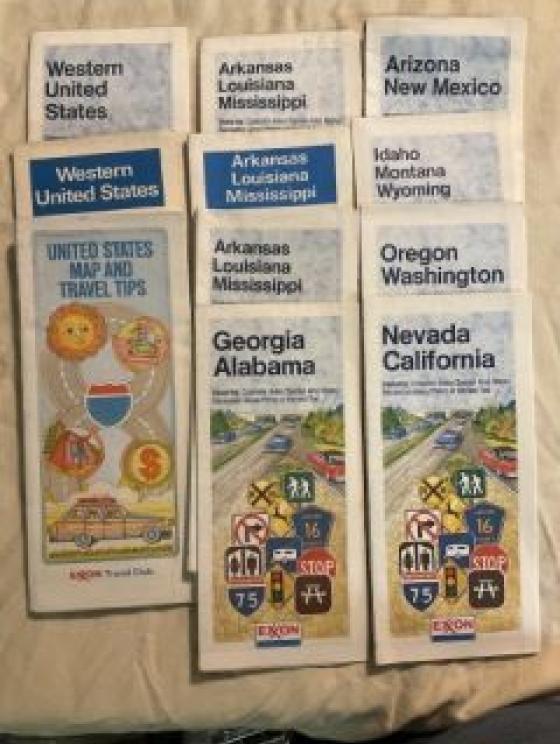 Western
United
States
Western
United States
UNITED STATES
MAP AND
TRAVEL TIPS
$
EXXON Travel Club
Arkansas
Louisiana
Mississippi
Arkansas
Louisiana
Mississippi
Arkansas
Louisiana
Mississippi
Georgia
Alabama
16
STOP
75
EXXON
Arizona
New Mexico
Idaho
Montana
Wyoming
Oregon
Washington
Nevada
California
16
STOP
75
EXXON